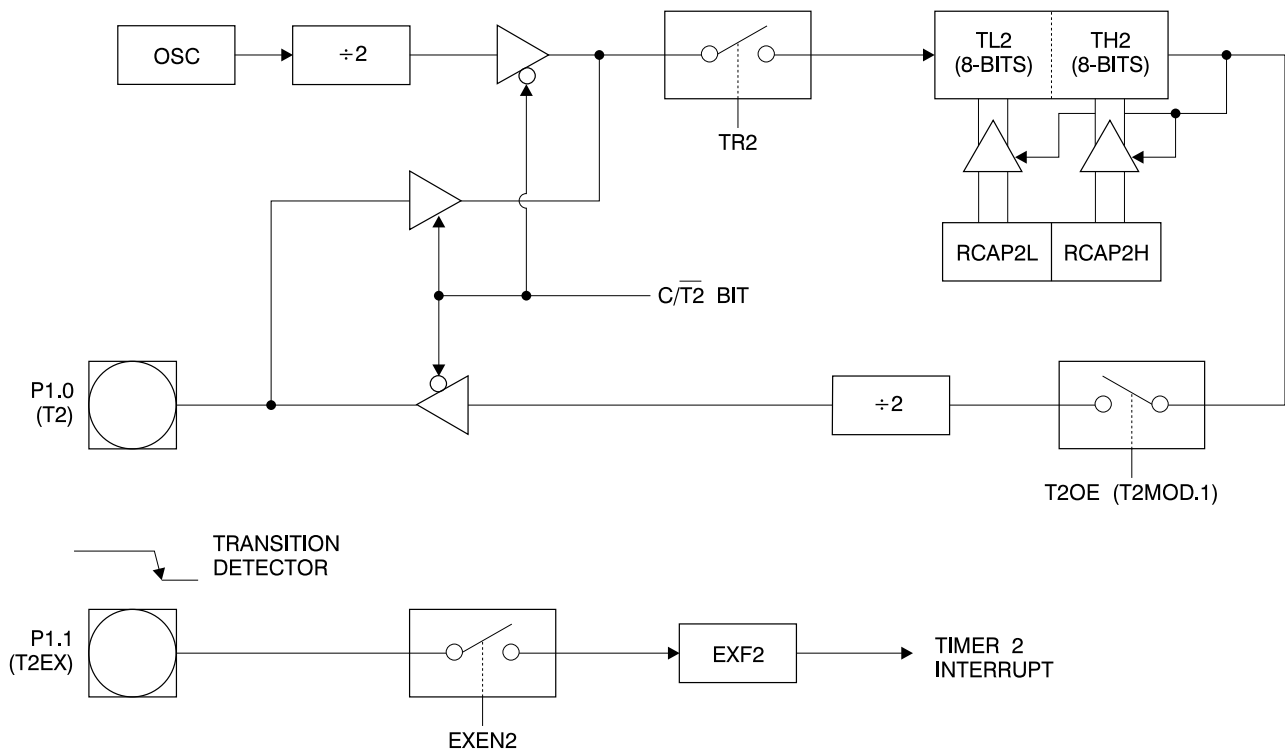 OSC
÷2
TL2
(8-BITS)
TH2
(8-BITS)
TR2
RCAP2L
RCAP2H
C/T2 BIT
P1.0
(T2)
÷2
T2OE (T2MOD.1)
TRANSITION
DETECTOR
P1.1
(T2EX)
EXF2
TIMER 2
INTERRUPT
EXEN2